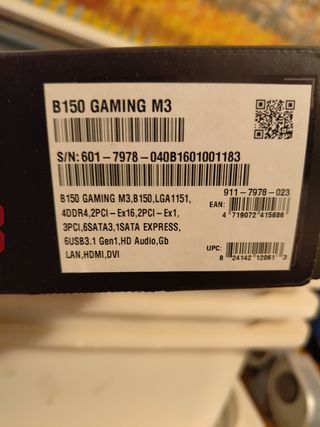 B150 GAMING M3
S/N:601-7978-040B1601001183
911-7978-023
B150 GAMING M3,B150,LGA1151,
4DDR4,2PCI-Ex16,2PCI-Ex1,
3PCI,6SATA3,1SATA EXPRESS,
6USB3.1 Gen1,HD Audio,Gb
LAN,HDMI,DVI
EAN:
4 719072 415686
UPC:
8 24142 12061 3